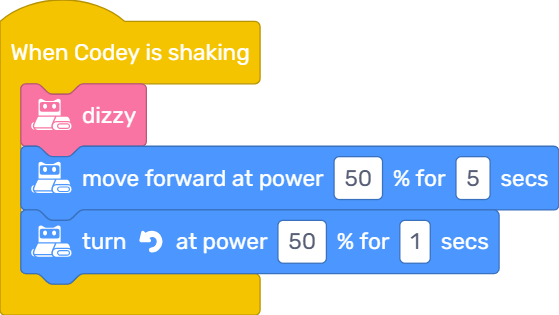 When Codey is shaking
dizzy
move forward at power 50 % for 5 secs
turn at power 50 % for 1 secs